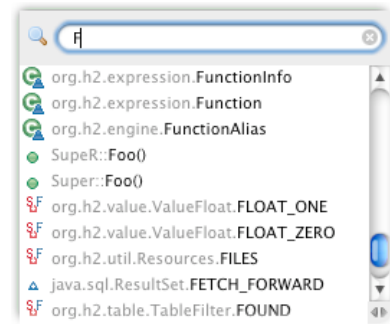 F
org.h2.expression.FunctionInfo
org.h2.expression.Function
org.h2.engine.FunctionAlias
SupeR::Foo()
Super::Foo()
org.h2.value.ValueFloat.FLOAT_ONE
org.h2.value.ValueFloat.FLOAT_ZERO
org.h2.util.Resources.FILES
java.sql.ResultSet.FETCH_FORWARD
org.h2.table.TableFilter.FOUND